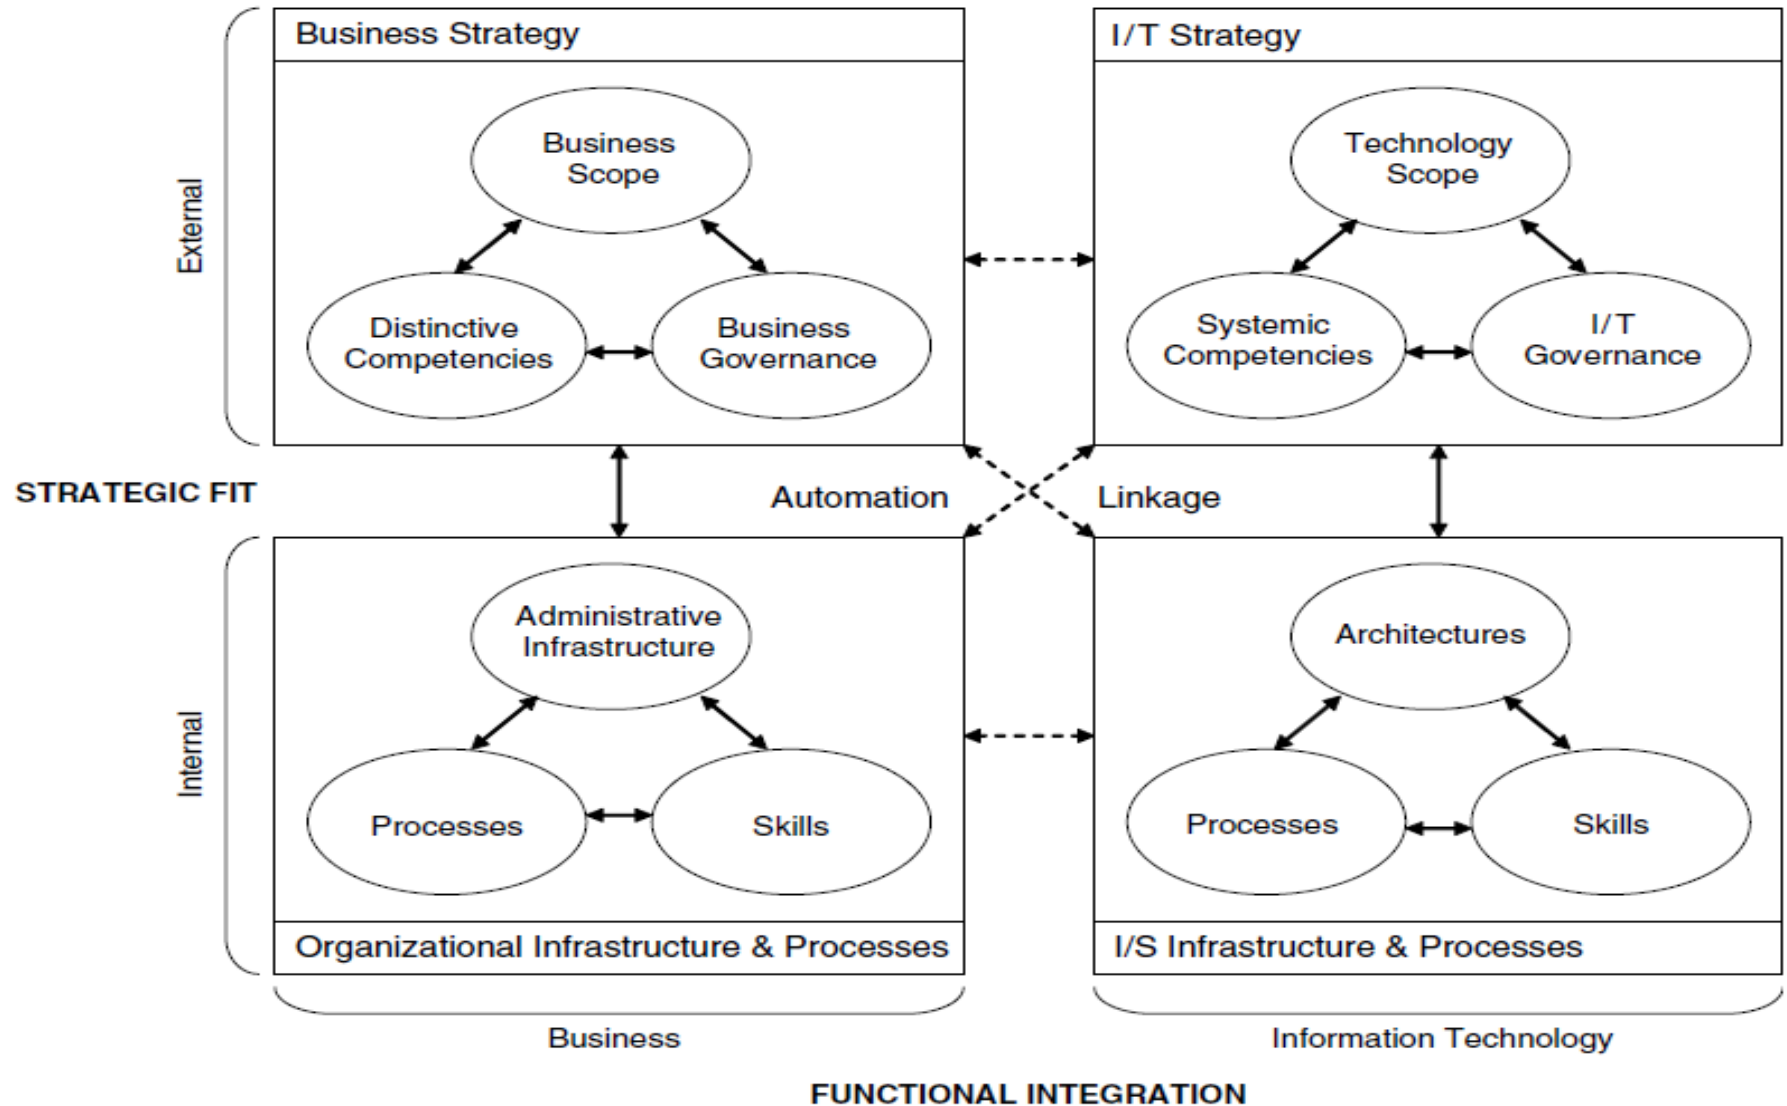 Business Strategy
I/T Strategy
Business
Scope
Technology
Scope
External
Distinctive
Competencies
Business
Governance
Systemic
Competencies
I/T
Governance
STRATEGIC FIT
Automation
Linkage
Administrative
Infrastructure
Architectures
Internal
Processes
Skills
Processes
Skills
Organizational Infrastructure & Processes
I/S Infrastructure & Processes
Business
Information Technology
FUNCTIONAL INTEGRATION